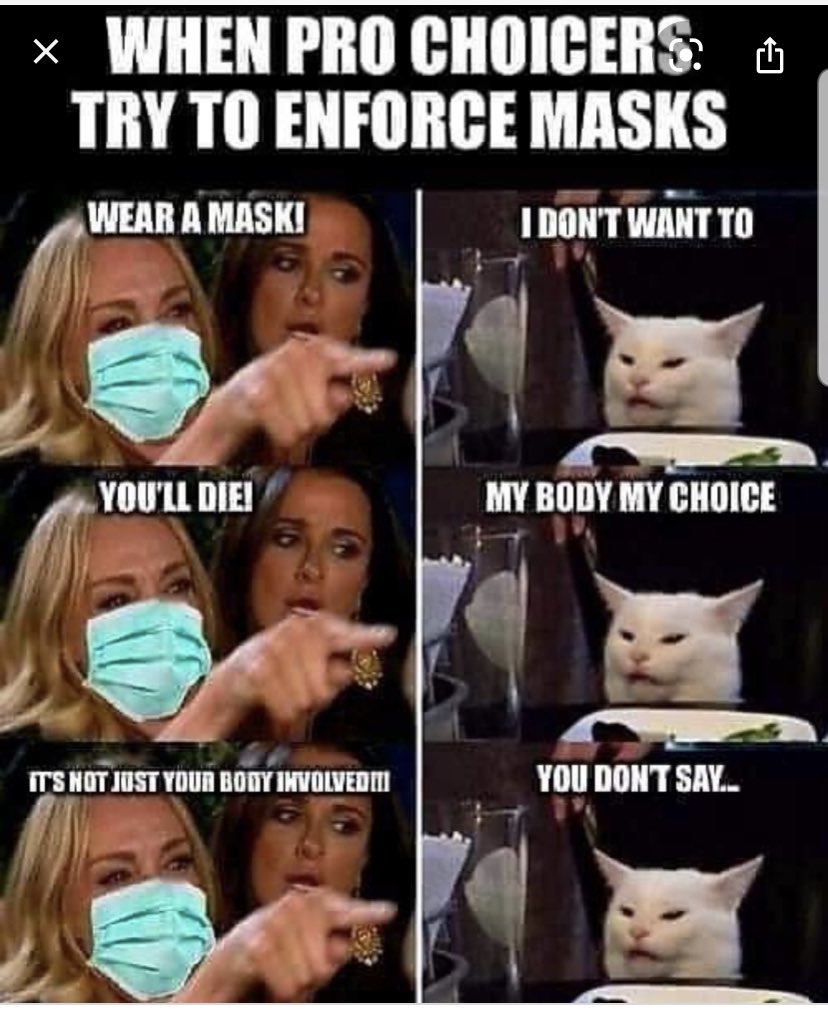 WHEN PRO CHOICERS
TRY TO ENFORCE MASKS
WEAR A MASK!
I DON'T WANT TO
YOU'LL DIE!
MY BODY MY CHOICE
IT'S NOT JUST YOUR BODY INVOLVED!!!
YOU DON'T SAY...